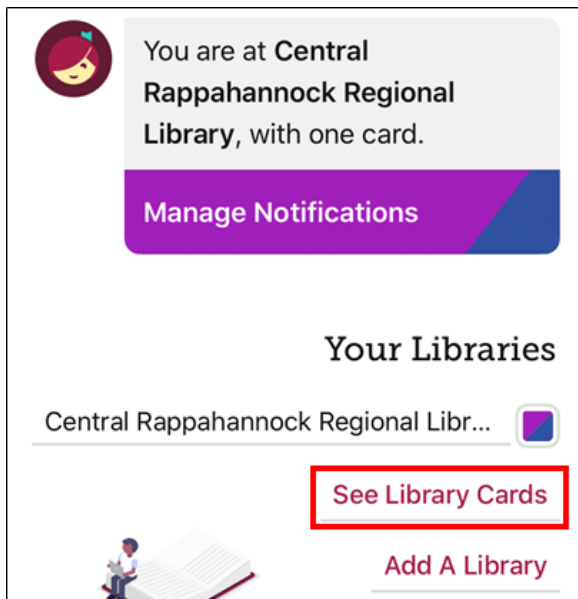 You are at Central
Rappahannock Regional
Library, with one card.
Manage Notifications
Your Libraries
Central Rappahannock Regional Libr...
See Library Cards
Add A Library